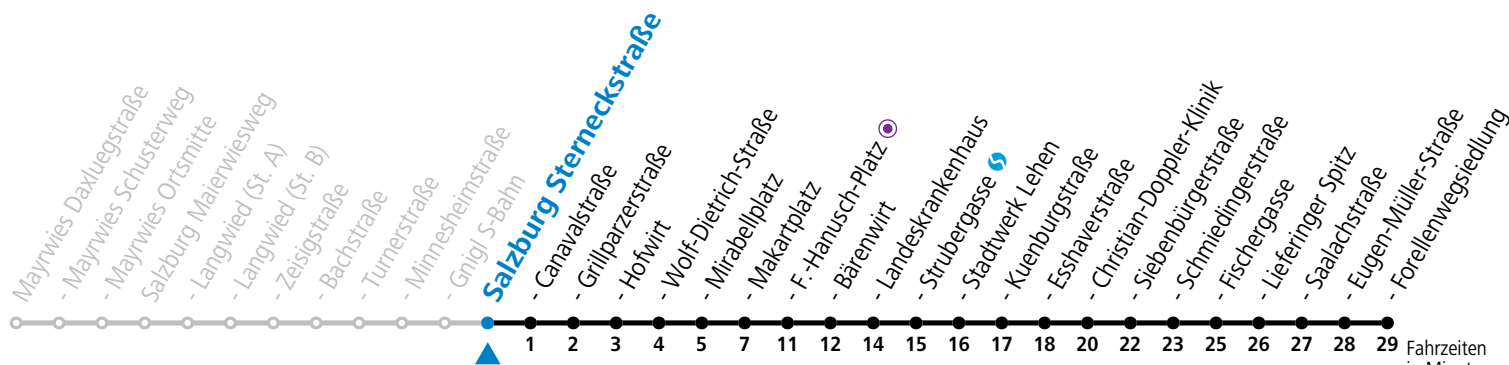 Mayrwies Daxluegstraße
- Mayrwies Schusterweg
- Mayrwies Ortsmitte
Salzburg Maierwiesweg
- Langwied (St. A)
- Langwied (St. B)
- Zeisigstraße
- Bachstraße
- Turnerstraße
- Minnesheimstraße
- Gnigl S-Bahn
Salzburg Sterneckstraße
- Canavalstraße
- Grillparzerstraße
- Hofwirt
- Wolf-Dietrich-Straße
- Mirabellplatz
- Makartplatz
- F.-Hanusch-Platz
- Bärenwirt
- Landeskrankenhaus
- Strubergasse
- Stadtwerk Lehen
- Kuenburgstraße
- Esshaverstraße
- Christian-Doppler-Klinik
- Siebenbürgerstraße
- Schmiedingerstraße
- Fischergasse
- Lieferinger Spitz
- Saalachstraße
- Eugen-Müller-Straße
- Forellenwegsiedlung
1 2 3 4 5 7 11 12 14 15 16 17 18 20 22 23 25 26 27 28 29 Fahrzeiten